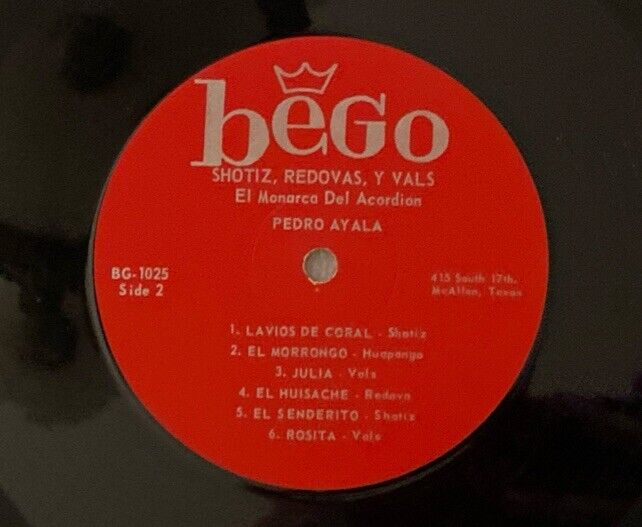 beGo
SHOTIZ, REDOVAS, Y VALS
El Monarca Del Acordion
PEDRO AYALA
BG-1025
Side 2
415 South 17th.
McAllen, Texas
1. LAVIOS DE CORAL - Shotiz
2. EL MORRONGO - Huapango
3. JULIA - Vals
4. EL HUISACHE - Redova
5. EL SENDERITO - Shotiz
6. ROSITA - Vals